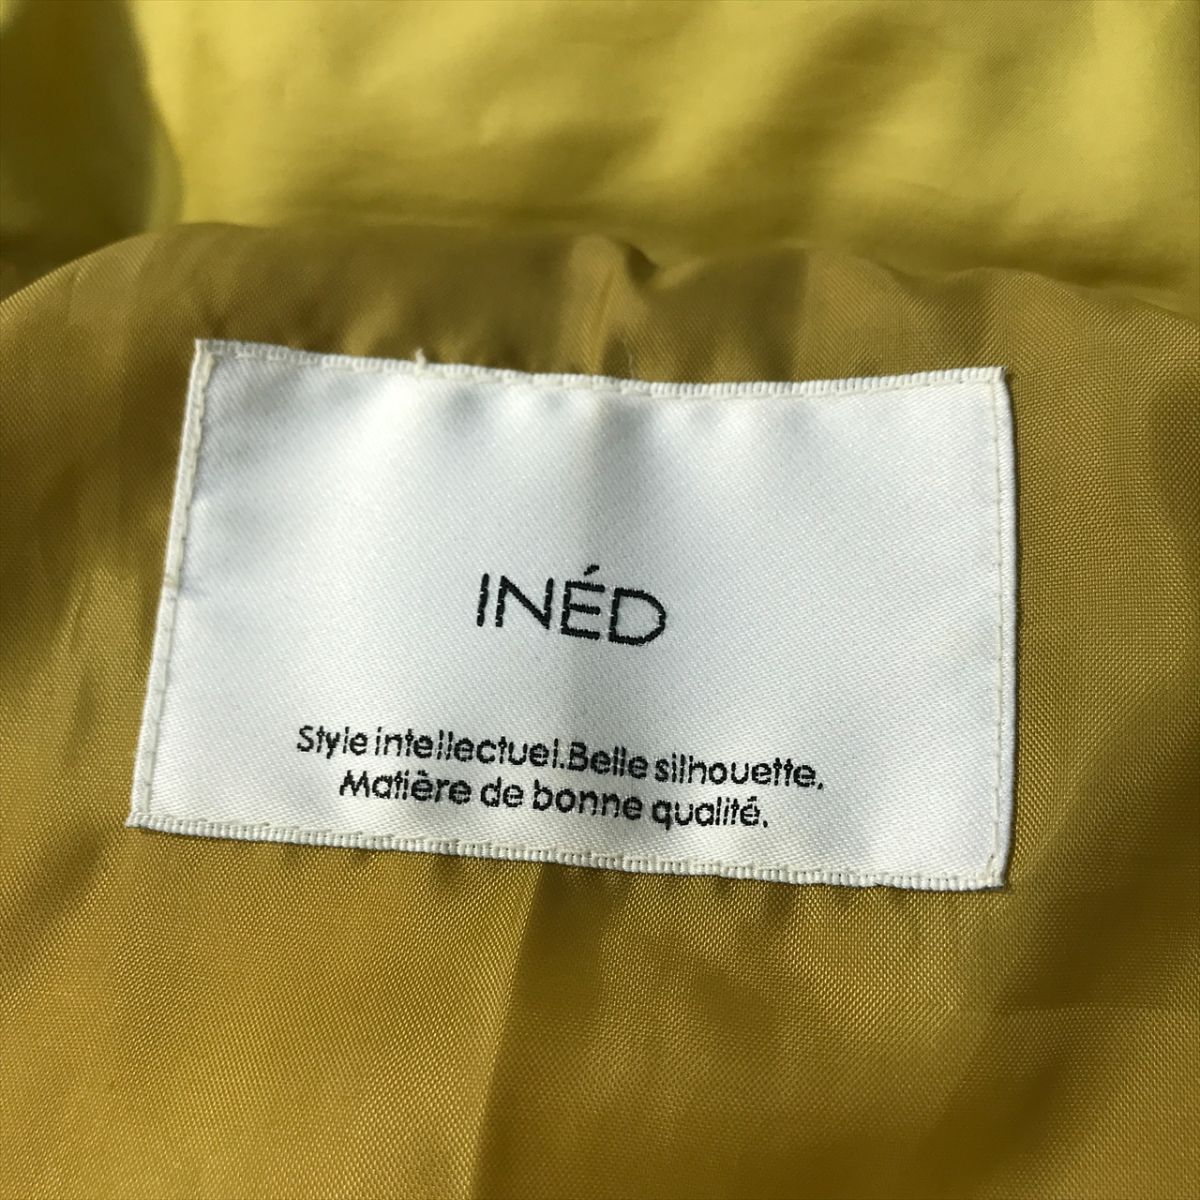 INÉD
Style intellectuel.Belle silhouette.
Matière de bonne qualité.